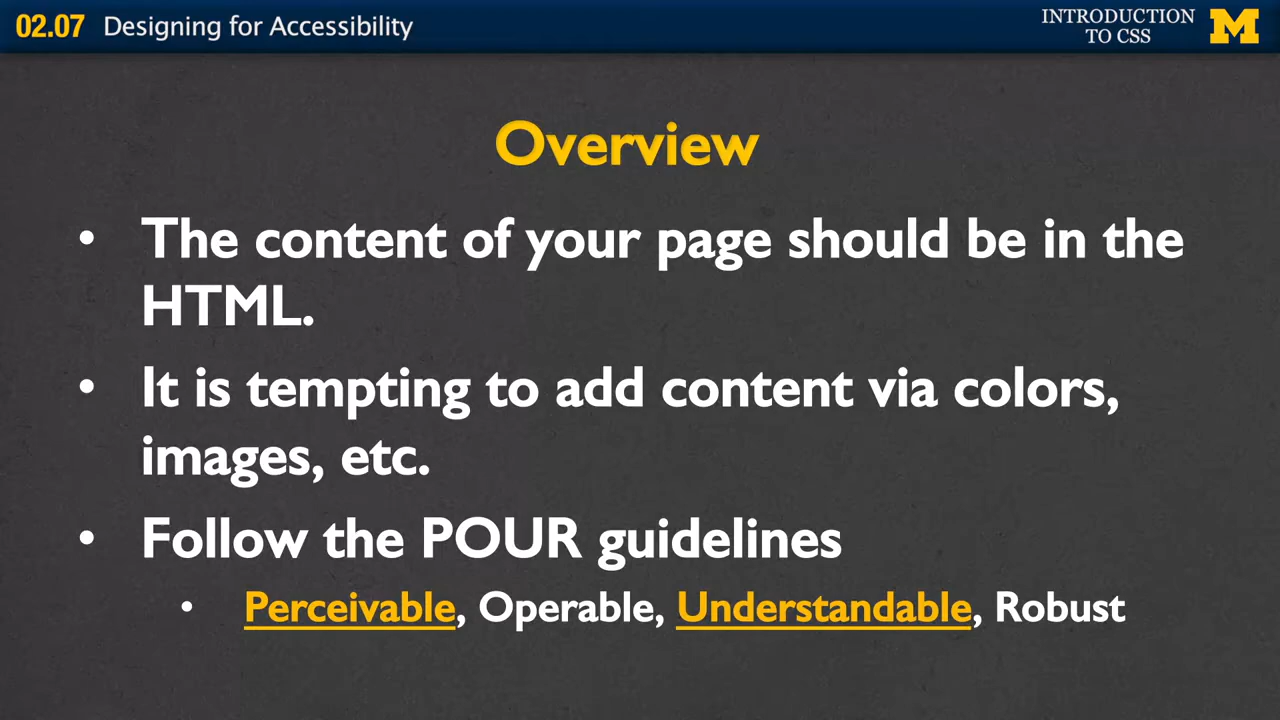 02.07 Designing for Accessibility
INTRODUCTION
TO CSS
M
Overview
• The content of your page should be in the
HTML.
• It is tempting to add content via colors,
images, etc.
• Follow the POUR guidelines
• Perceivable, Operable, Understandable, Robust